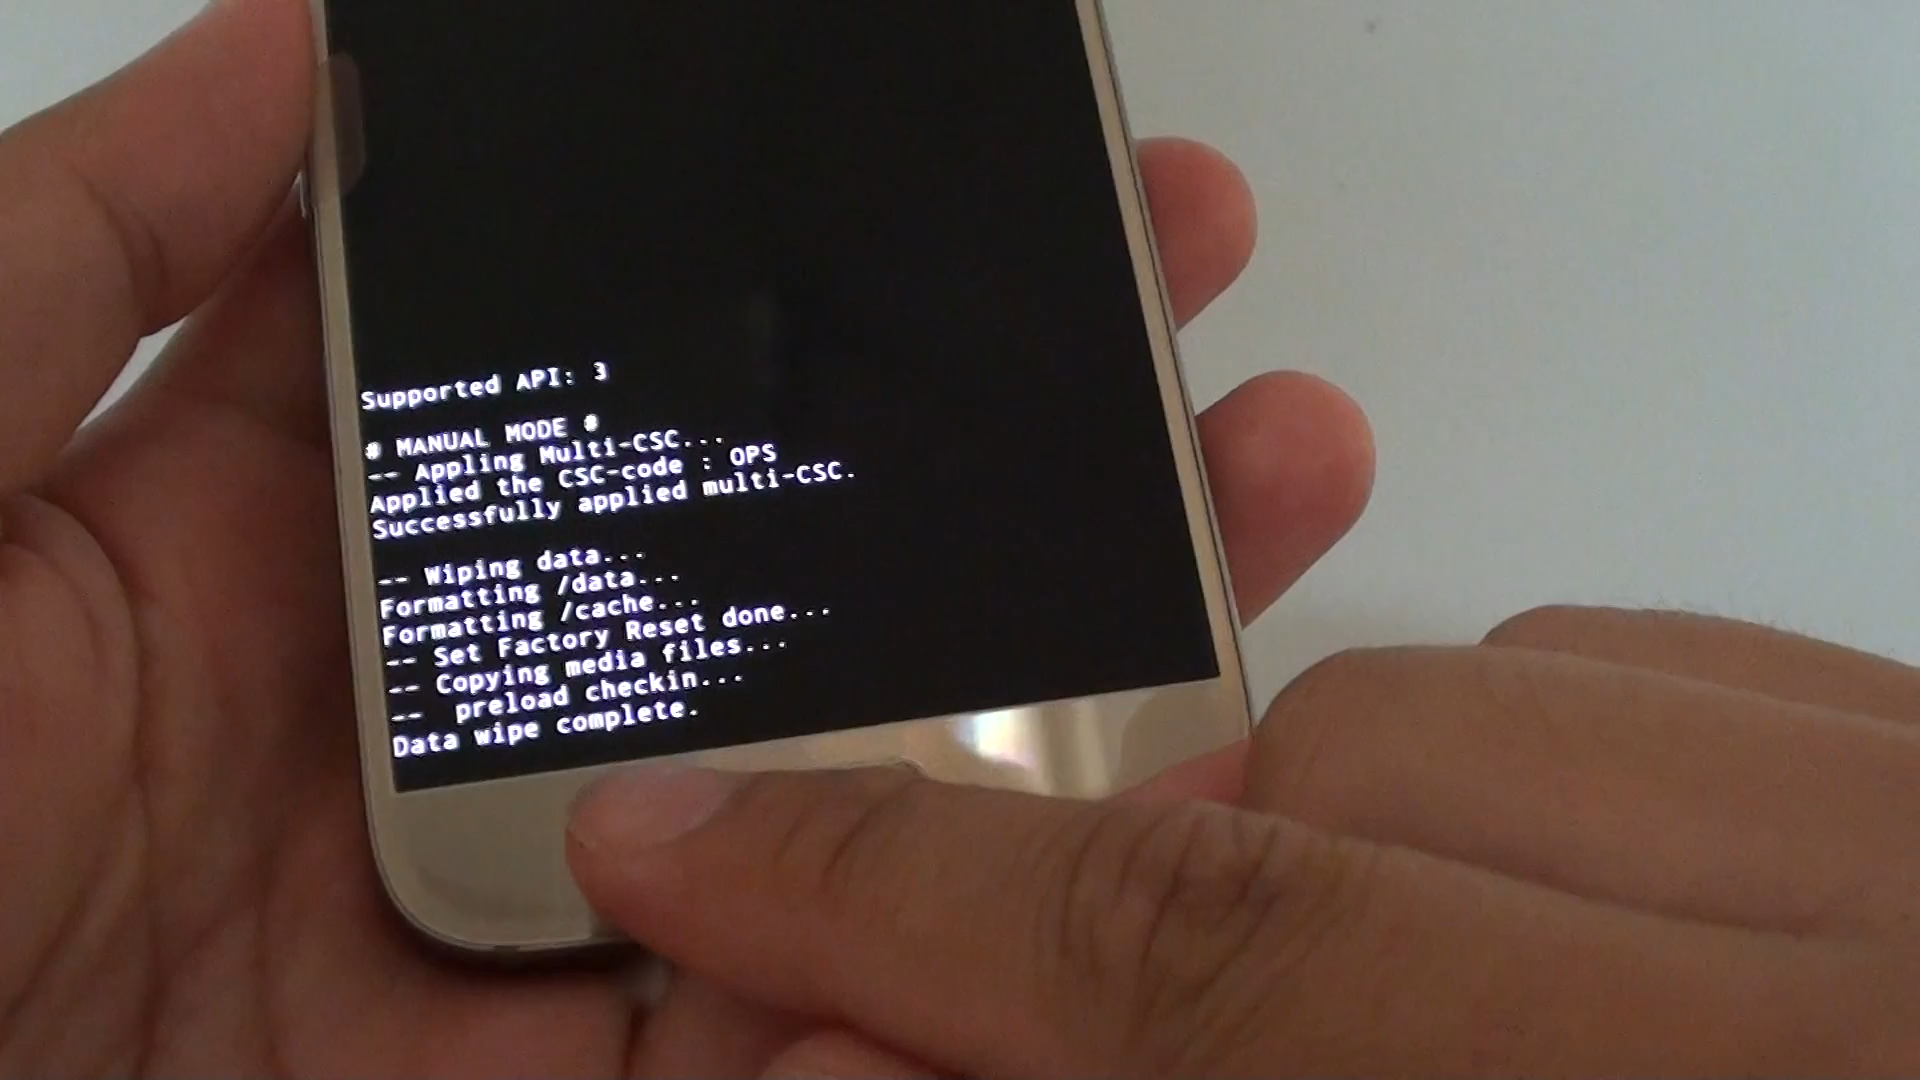 Supported API: 3
# MANUAL MODE #
-- Appling Multi-CSC...
Applied the CSC-code : OPS
Successfully applied multi-CSC.
-- Wiping data...
Formatting /data...
Formatting /cache...
-- Set Factory Reset done...
-- Copying media files...
--  preload checkin...
Data wipe complete.